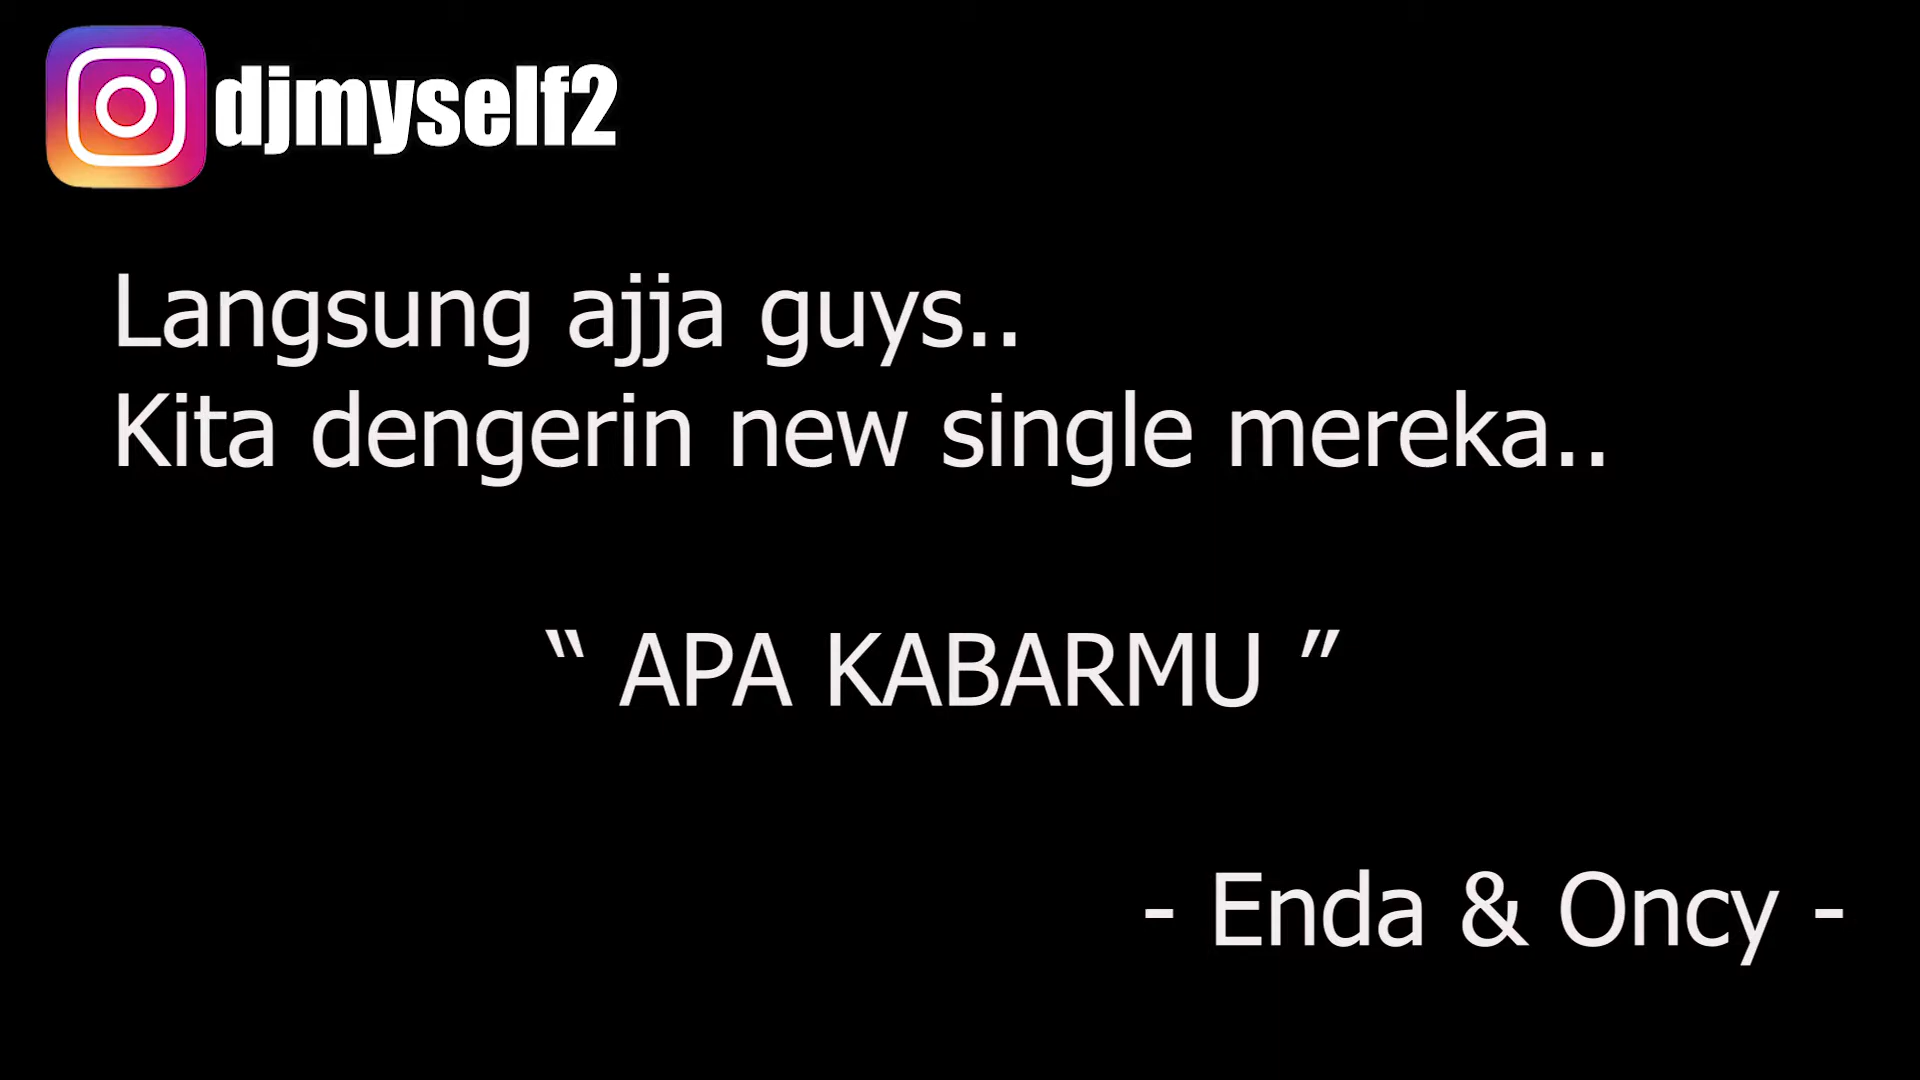 djmyself2
Langsung ajja guys..
Kita dengerin new single mereka..
“ APA KABARMU ”
- Enda & Oncy -